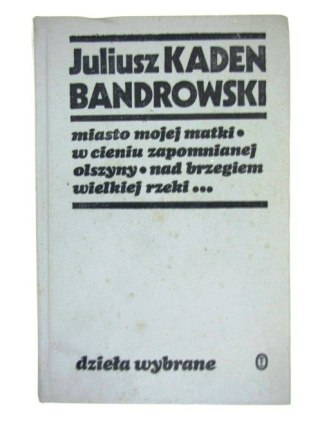 Juliusz KADEN
BANDROWSKI
miasto mojej matki •
w cieniu zapomnianej
olszyny • nad brzegiem
wielkiej rzeki ...
dzieła wybrane